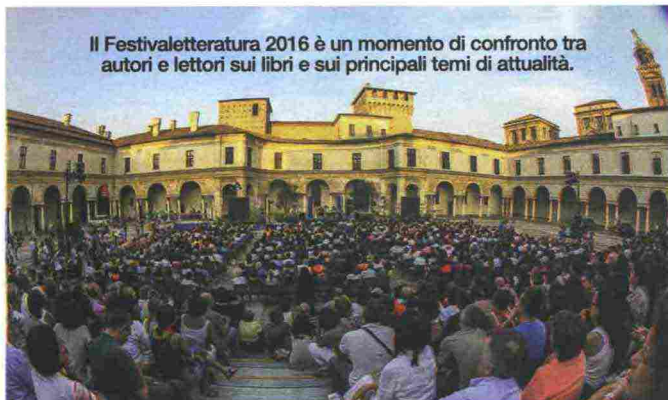 Il Festivaletteratura 2016 è un momento di confronto tra
autori e lettori sui libri e sui principali temi di attualità.